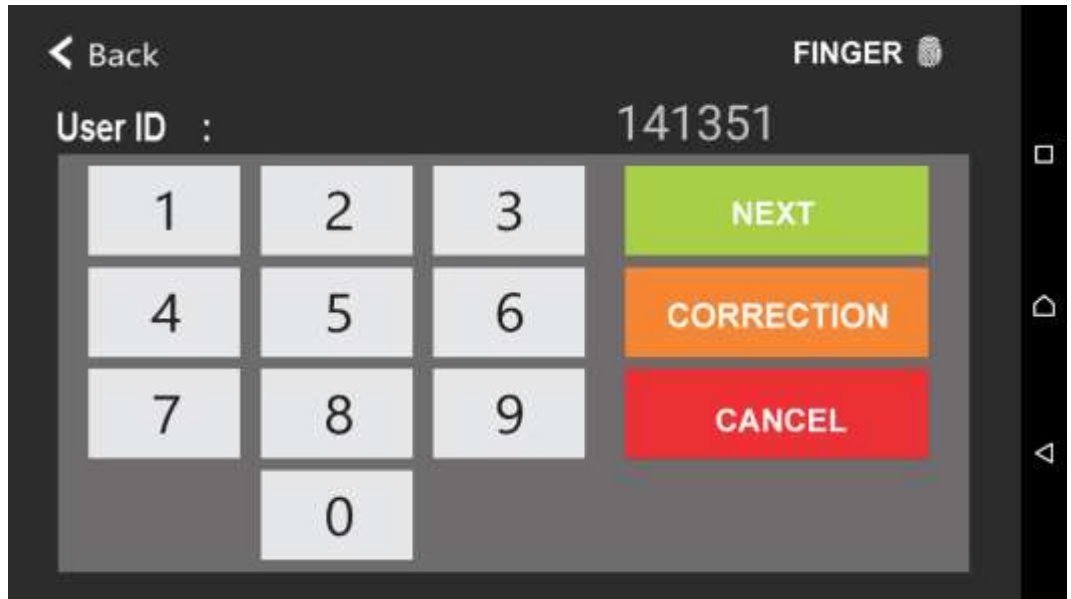 Back
FINGER
User ID : 141351
1 2 3 NEXT
4 5 6 CORRECTION
7 8 9 CANCEL
0